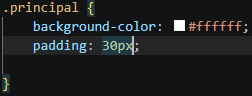 .principal {
    background-color: #ffffff;
    padding: 30px;
}